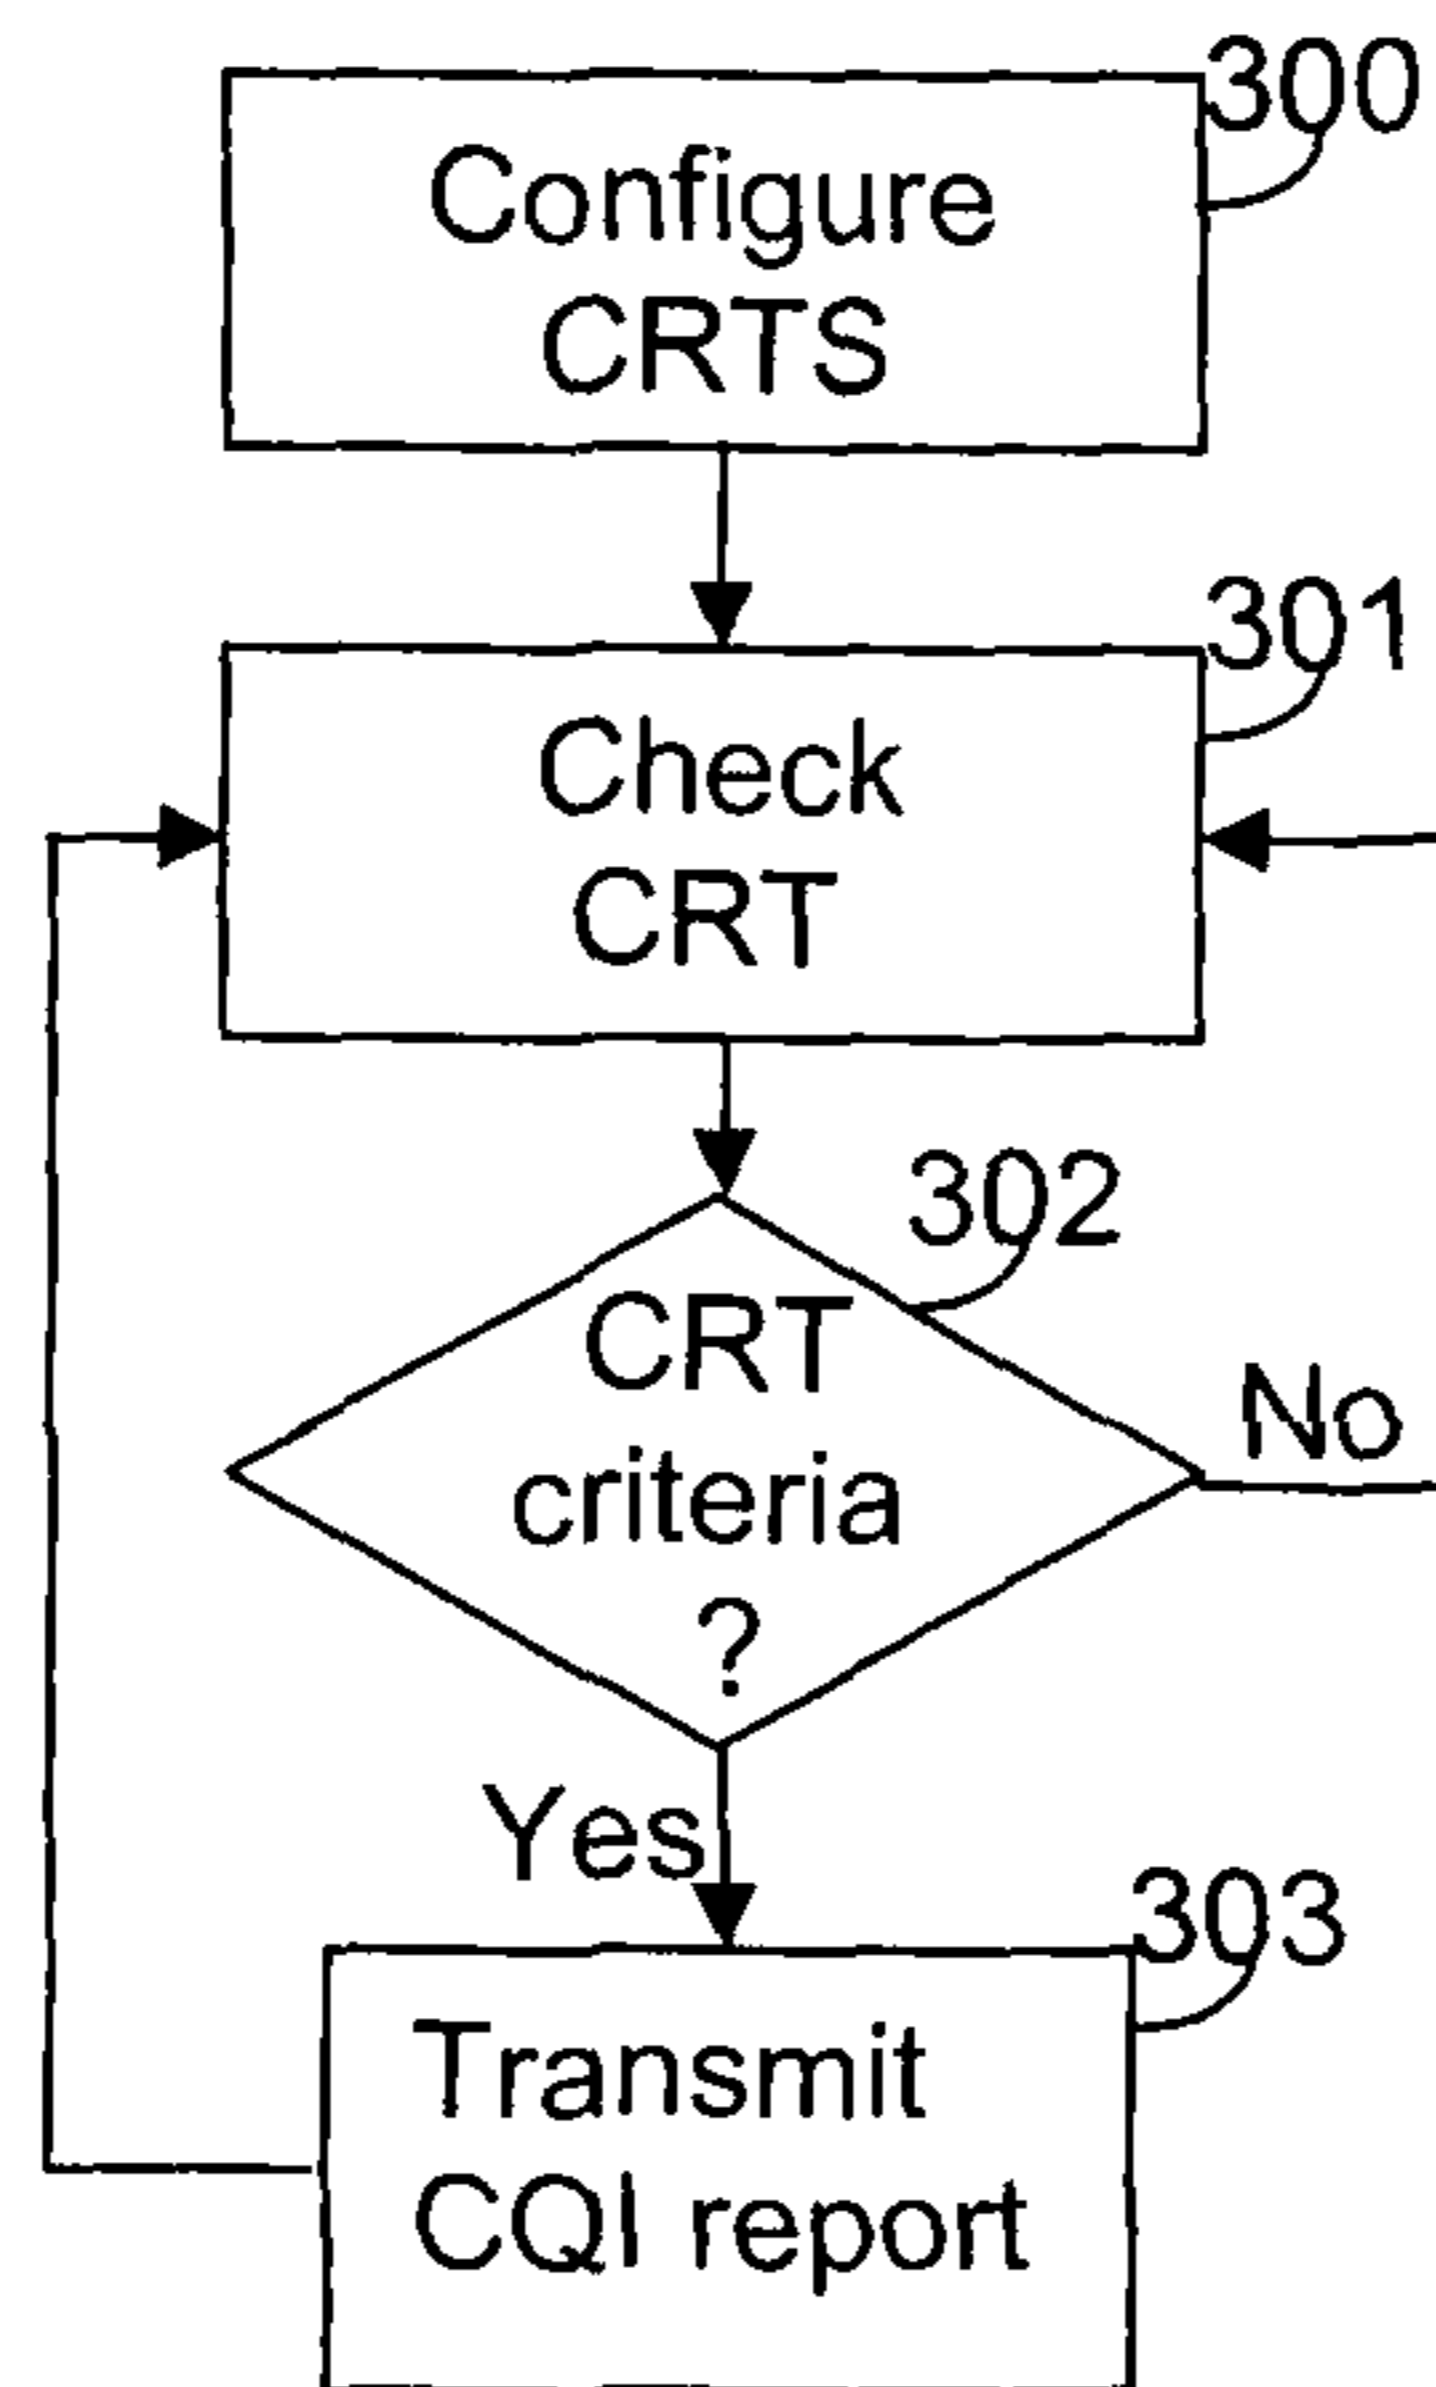 300
Configure
CRTS
301
Check
CRT
302
CRT
criteria
?
No
Yes
303
Transmit
CQI report